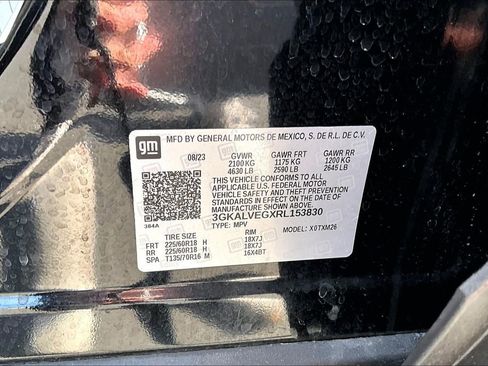 gm
MFD BY GENERAL MOTORS DE MEXICO, S. DE R.L. DE C.V.
08/23 GVWR GAWR FRT GAWR RR
2100 KG 1175 KG 1200 KG
4630 LB 2590 LB 2645 LB
THIS VEHICLE CONFORMS TO ALL
APPLICABLE U.S. FEDERAL MOTOR
VEHICLE SAFETY AND THEFT PREVENTION
STANDARDS IN EFFECT ON THE DATE
OF MANUFACTURE SHOWN ABOVE.
3GKALVEGXRL153830
384A
TYPE: MPV MODEL: X0TXM26
RIM
FRT 225/60R18 H 18X7J
RR 225/60R18 H 18X7J
SPA T135/70R16 M 16X4BT